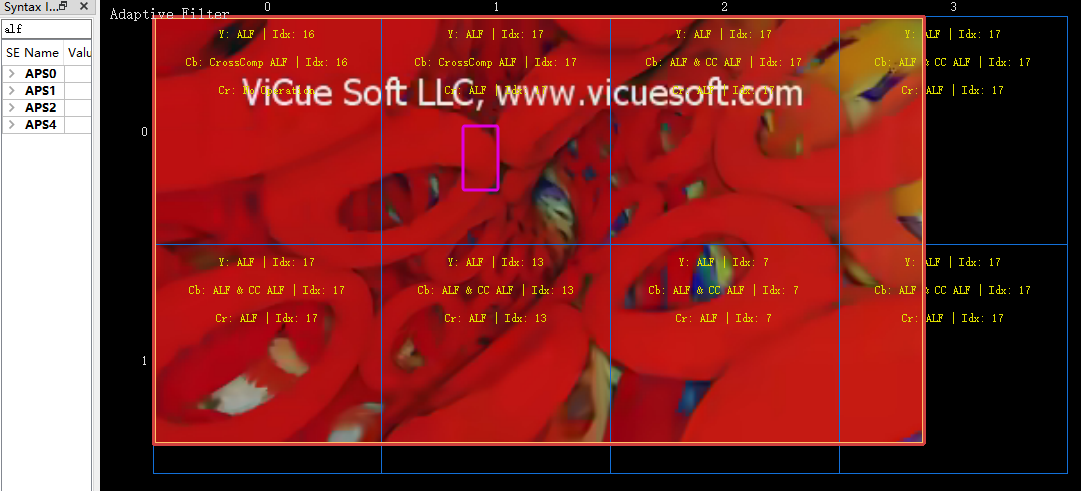 Syntax I...
alf
SE Name Valu
APS0
APS1
APS2
APS4
Adaptive Filter
0 1 2 3
0
Y: ALF | Idx: 16
Cb: CrossComp ALF | Idx: 16
Cr: No Operation
Y: ALF | Idx: 17
Cb: CrossComp ALF | Idx: 17
Y: ALF | Idx: 17
Cb: ALF & CC ALF | Idx: 17
Cr: ALF | Idx: 17
Y: ALF | Idx: 17
Cb: ALF & CC ALF | Idx: 17
Cr: ALF | Idx: 17
ViCue Soft LLC, www.vicuesoft.com
1
Y: ALF | Idx: 17
Cb: ALF & CC ALF | Idx: 17
Cr: ALF | Idx: 17
Y: ALF | Idx: 13
Cb: ALF & CC ALF | Idx: 13
Cr: ALF | Idx: 13
Y: ALF | Idx: 7
Cb: ALF & CC ALF | Idx: 7
Cr: ALF | Idx: 7
Y: ALF | Idx: 17
Cb: ALF & CC ALF | Idx: 17
Cr: ALF | Idx: 17